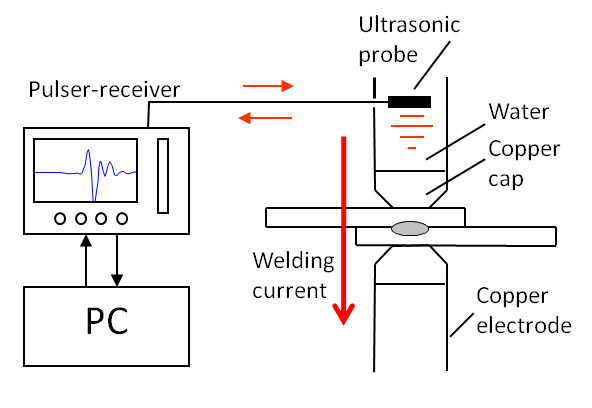 Ultrasonic
probe
Pulser-receiver
Water
Copper
cap
Welding
current
PC
Copper
electrode